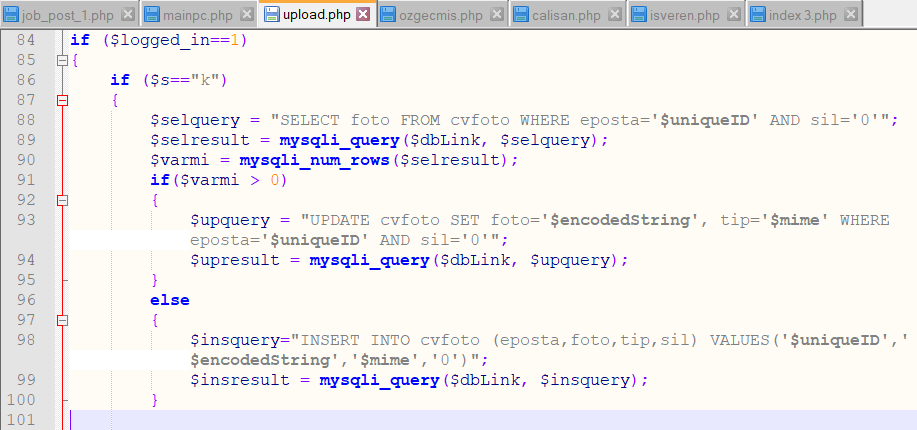 job_post_1.php mainpc.php upload.php ozgecmis.php calisan.php isveren.php index 3.php
84 if ($logged_in==1)
85 {
86 if ($s=="k")
87 {
88 $selquery = "SELECT foto FROM cvfoto WHERE eposta='$uniqueID' AND sil='0'";
89 $selresult = mysqli_query($dbLink, $selquery);
90 $varmi = mysqli_num_rows($selresult);
91 if($varmi > 0)
92 {
93 $upquery = "UPDATE cvfoto SET foto='$encodedString', tip='$mime' WHERE
eposta='$uniqueID' AND sil='0'";
94 $upresult = mysqli_query($dbLink, $upquery);
95 }
96 else
97 {
98 $insquery="INSERT INTO cvfoto (eposta,foto,tip,sil) VALUES('$uniqueID','
$encodedString','$mime','0')";
99 $insresult = mysqli_query($dbLink, $insquery);
100 }
101